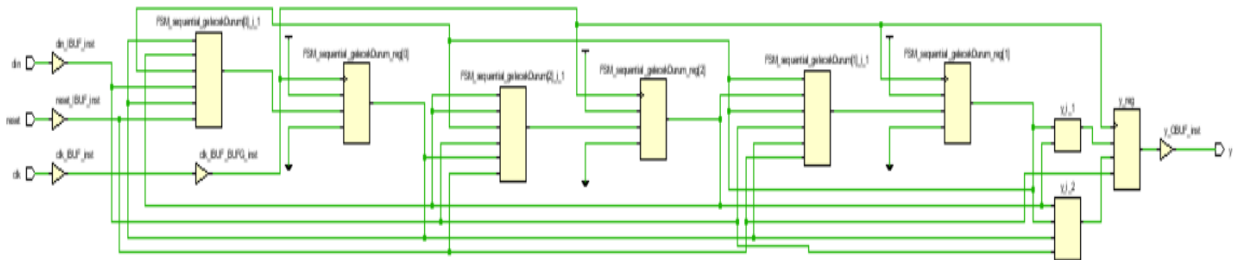 FSM_sequential_gelecekDurum[0]_i_1
din_IBUF_inst
din
FSM_sequential_gelecekDurum_reg[0]
FSM_sequential_gelecekDurum[2]_i_1
FSM_sequential_gelecekDurum_reg[2]
FSM_sequential_gelecekDurum[1]_i_1
FSM_sequential_gelecekDurum_reg[1]
reset_IBUF_inst
reset
y_i_1
y_reg
y_OBUF_inst
y
clk_IBUF_inst
clk
clk_IBUF_BUFG_inst
y_i_2